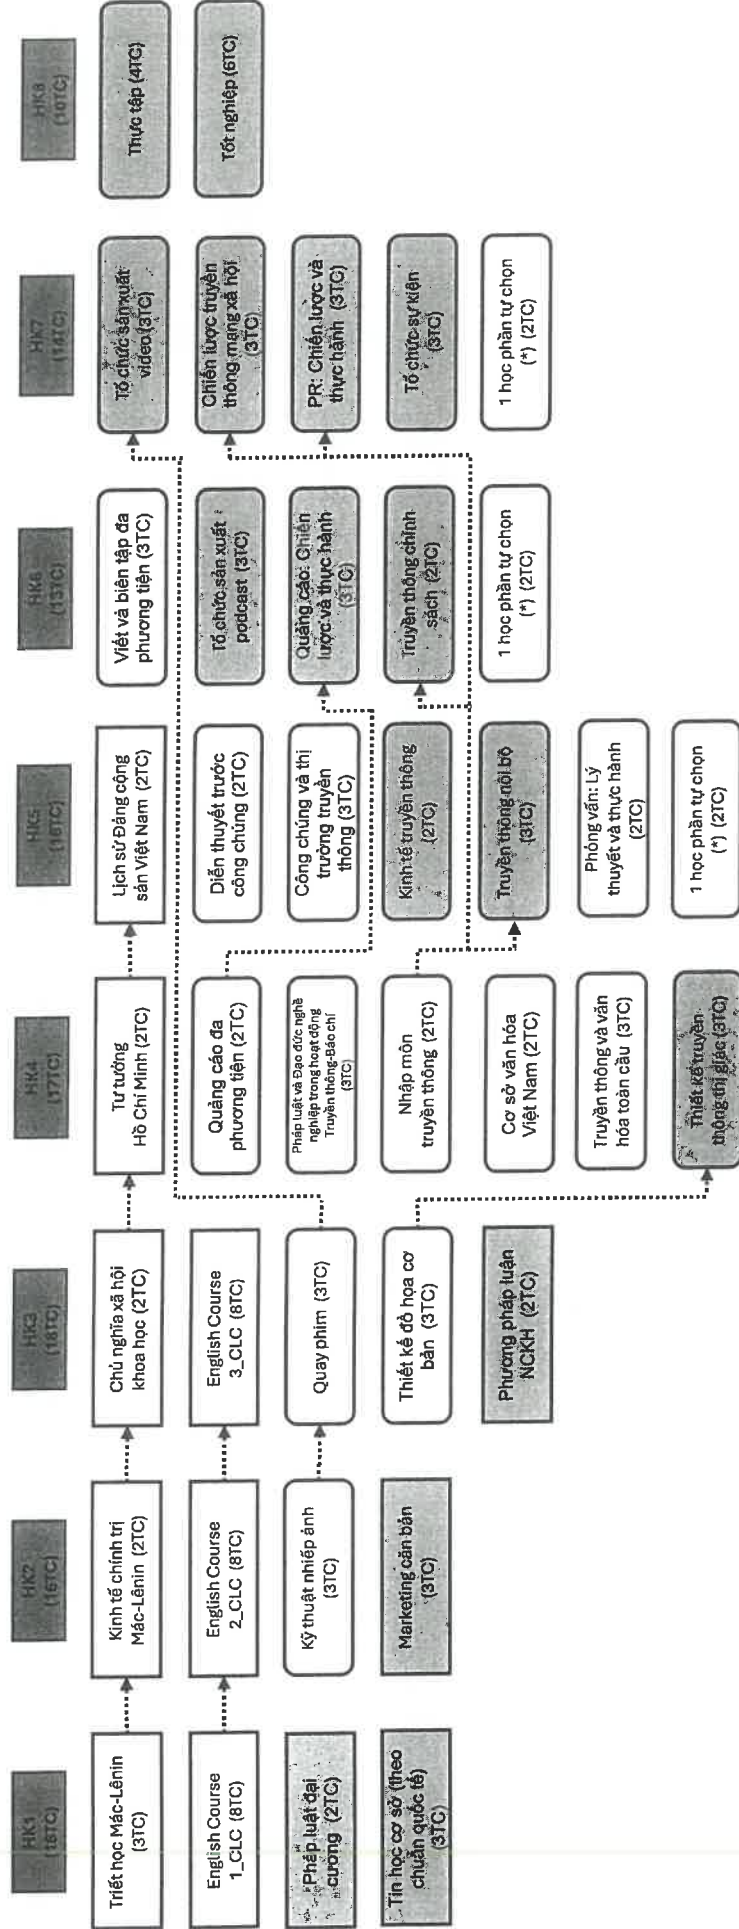 HK1
(16TC)
Triết học Mác-Lênin
(3TC)
English Course
1_CLC (8TC)
Pháp luật đại
cương (2TC)
Tin học cơ sở (theo
chuẩn quốc tế)
(3TC)
HK2
(16TC)
Kinh tế chính trị
Mác-Lênin (2TC)
English Course
2_CLC (8TC)
Kỹ thuật nhiếp ảnh
(3TC)
Marketing căn bản
(3TC)
HK3
(18TC)
Chủ nghĩa xã hội
khoa học (2TC)
English Course
3_CLC (8TC)
Quay phim (3TC)
Thiết kế đồ họa cơ
bản (3TC)
Phương pháp luận
NCKH (2TC)
HK4
(17TC)
Tư tưởng
Hồ Chí Minh (2TC)
Quảng cáo đa
phương tiện (2TC)
Pháp luật và Đạo đức nghề
nghiệp trong hoạt động
Truyền thông-Báo chí
(3TC)
Nhập môn
truyền thông (2TC)
Cơ sở văn hóa
Việt Nam (2TC)
Truyền thông và văn
hóa toàn cầu (3TC)
Thiết kế truyền
thông thị giác (3TC)
HK5
(16TC)
Lịch sử Đảng cộng
sản Việt Nam (2TC)
Diễn thuyết trước
công chúng (2TC)
Công chúng và thị
trường truyền
thông (3TC)
Kinh tế truyền thông
(2TC)
Truyền thông nội bộ
(3TC)
Phỏng vấn: Lý
thuyết và thực hành
(2TC)
1 học phần tự chọn
(*) (2TC)
HK6
(13TC)
Viết và biên tập đa
phương tiện (3TC)
Tổ chức sản xuất
podcast (3TC)
Quảng cáo: Chiến
lược và thực hành
(3TC)
Truyền thông chính
sách (2TC)
1 học phần tự chọn
(*) (2TC)
HK7
(14TC)
Tổ chức sản xuất
video (3TC)
Chiến lược truyền
thông mạng xã hội
(3TC)
PR: Chiến lược và
thực hành (3TC)
Tổ chức sự kiện
(3TC)
1 học phần tự chọn
(*) (2TC)
HK8
(10TC)
Thực tập (4TC)
Tốt nghiệp (6TC)